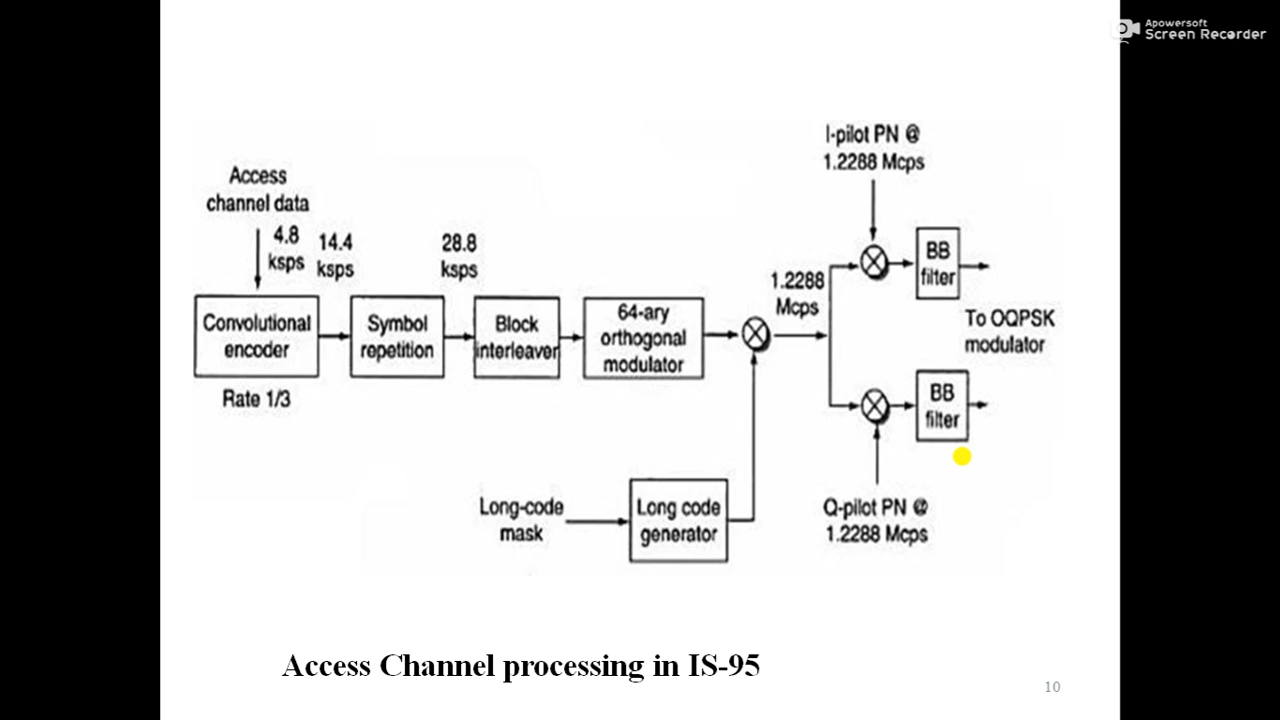 Apowersoft
Screen Recorder
I-pilot PN @
1.2288 Mcps
Access
channel data
4.8
ksps
14.4
ksps
28.8
ksps
BB
filter
1.2288
Mcps
Convolutional
encoder
Symbol
repetition
Block
interleaver
64-ary
orthogonal
modulator
To OQPSK
modulator
Rate 1/3
BB
filter
Long-code
mask
Long code
generator
Q-pilot PN @
1.2288 Mcps
Access Channel processing in IS-95
10